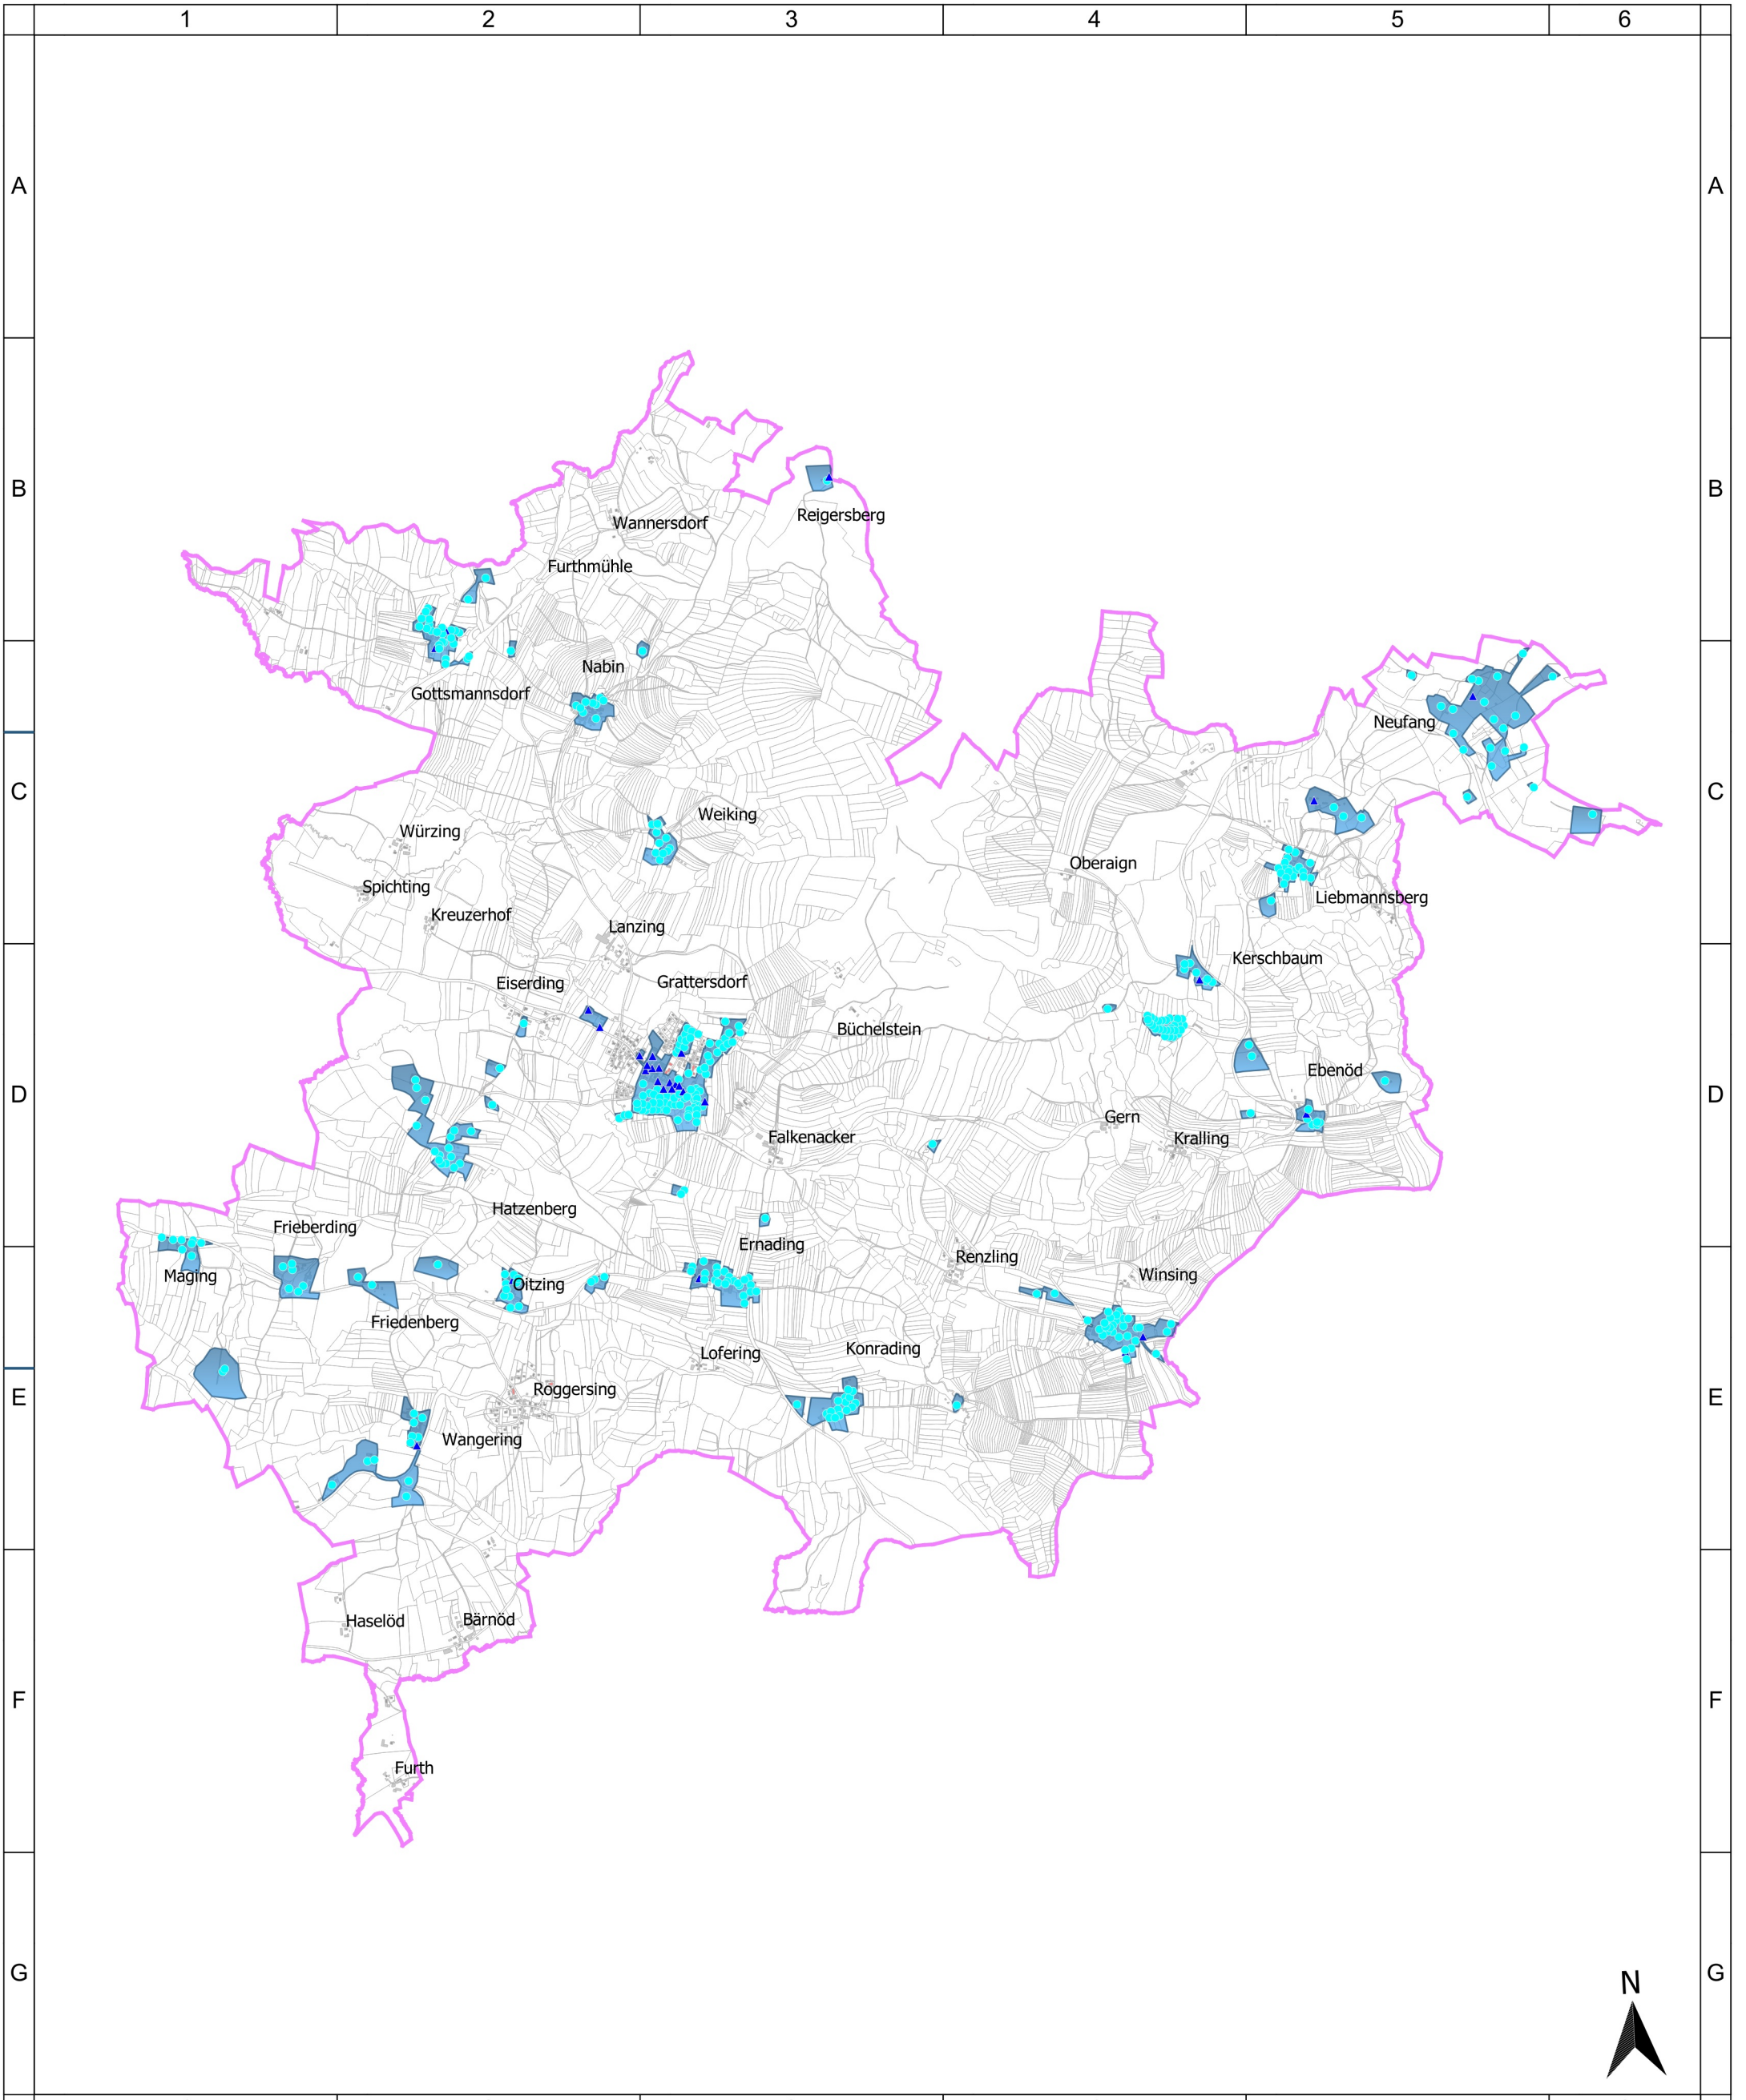 1 2 3 4 5 6
A A
B B
Reigersberg
Wannersdorf
Furthmühle
Nabin
Gottsmannsdorf
Neufang
C C
Weiking
Würzing
Oberaign
Spichting
Liebmannsberg
Kreuzerhof
Lanzing
Kerschbaum
Grattersdorf
Eiserding
Büchelstein
Ebenöd
D D
Gern
Falkenacker
Kralling
Hatzenberg
Frieberding
Ernading
Renzling
Maging
Winsing
Oitzing
Friedenberg
Konrading
Lofering
Roggersing
E E
Wangering
Haselöd
Bärnöd
F F
Furth
G G
N